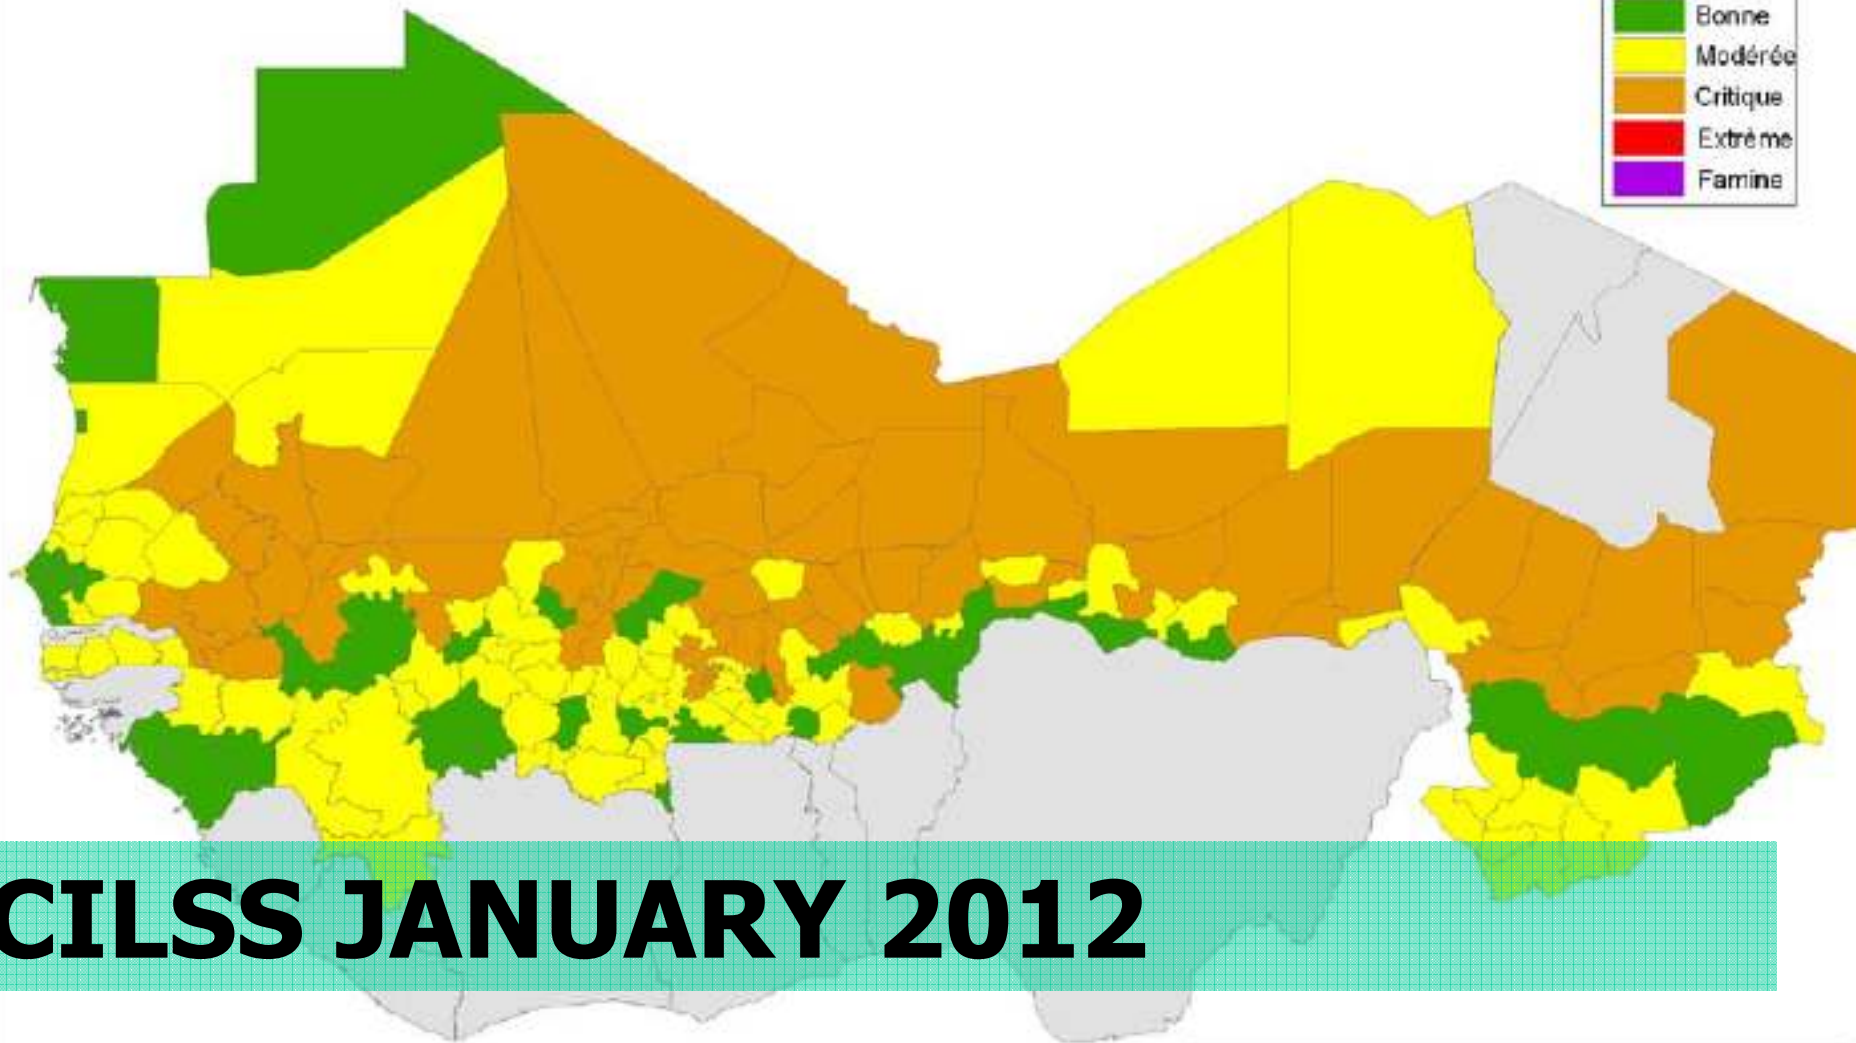 Bonne
Modérée
Critique
Extrême
Famine
CILSS JANUARY 2012